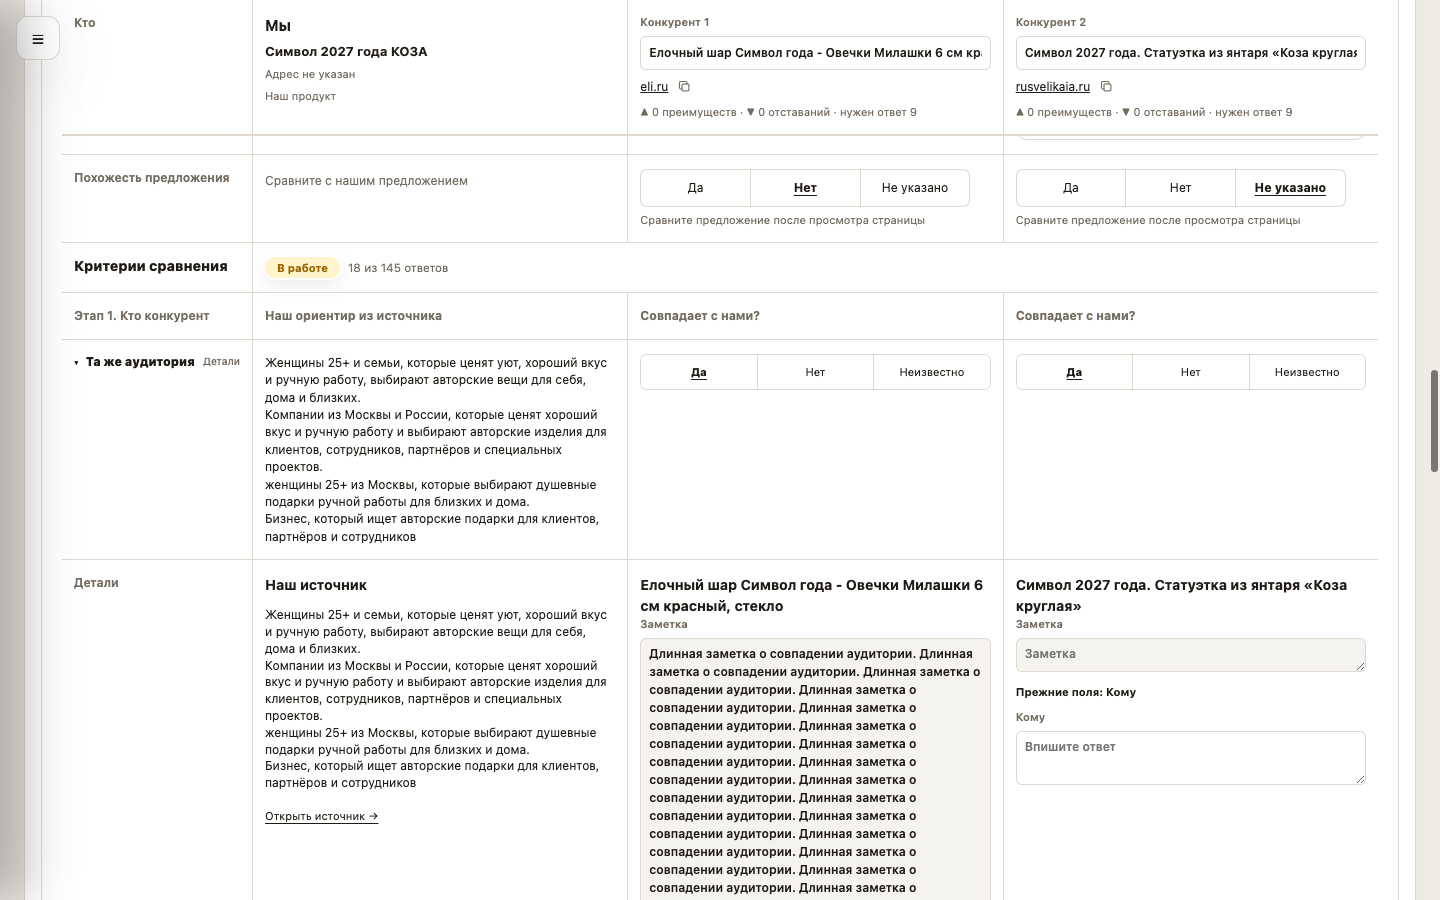 Кто
Мы
Символ 2027 года КОЗА
Адрес не указан
Наш продукт
Конкурент 1
Елочный шар Символ года - Овечки Милашки 6 см кр
eli.ru
▲ 0 преимуществ · ▼ 0 отставаний · нужен ответ 9
Конкурент 2
Символ 2027 года. Статуэтка из янтаря «Коза круглая
rusvelikaia.ru
▲ 0 преимуществ · ▼ 0 отставаний · нужен ответ 9
Похожесть предложения
Сравните с нашим предложением
Да Нет Не указано
Сравните предложение после просмотра страницы
Да Нет Не указано
Сравните предложение после просмотра страницы
Критерии сравнения
В работе 18 из 145 ответов
Этап 1. Кто конкурент
Наш ориентир из источника
Совпадает с нами?
Совпадает с нами?
Та же аудитория Детали
Женщины 25+ и семьи, которые ценят уют, хороший вкус
и ручную работу, выбирают авторские вещи для себя,
дома и близких.
Компании из Москвы и России, которые ценят хороший
вкус и ручную работу и выбирают авторские изделия для
клиентов, сотрудников, партнёров и специальных
проектов.
женщины 25+ из Москвы, которые выбирают душевные
подарки ручной работы для близких и дома.
Бизнес, который ищет авторские подарки для клиентов,
партнёров и сотрудников
Да Нет Неизвестно
Да Нет Неизвестно
Детали
Наш источник
Женщины 25+ и семьи, которые ценят уют, хороший вкус
и ручную работу, выбирают авторские вещи для себя,
дома и близких.
Компании из Москвы и России, которые ценят хороший
вкус и ручную работу и выбирают авторские изделия для
клиентов, сотрудников, партнёров и специальных
проектов.
женщины 25+ из Москвы, которые выбирают душевные
подарки ручной работы для близких и дома.
Бизнес, который ищет авторские подарки для клиентов,
партнёров и сотрудников
Открыть источник →
Елочный шар Символ года - Овечки Милашки 6
см красный, стекло
Заметка
Длинная заметка о совпадении аудитории. Длинная
заметка о совпадении аудитории. Длинная заметка о
совпадении аудитории. Длинная заметка о
совпадении аудитории. Длинная заметка о
совпадении аудитории. Длинная заметка о
совпадении аудитории. Длинная заметка о
совпадении аудитории. Длинная заметка о
совпадении аудитории. Длинная заметка о
совпадении аудитории. Длинная заметка о
совпадении аудитории. Длинная заметка о
совпадении аудитории. Длинная заметка о
совпадении аудитории. Длинная заметка о
совпадении аудитории. Длинная заметка о
совпадении аудитории. Длинная заметка о
Символ 2027 года. Статуэтка из янтаря «Коза
круглая»
Заметка
Заметка
Прежние поля: Кому
Кому
Впишите ответ